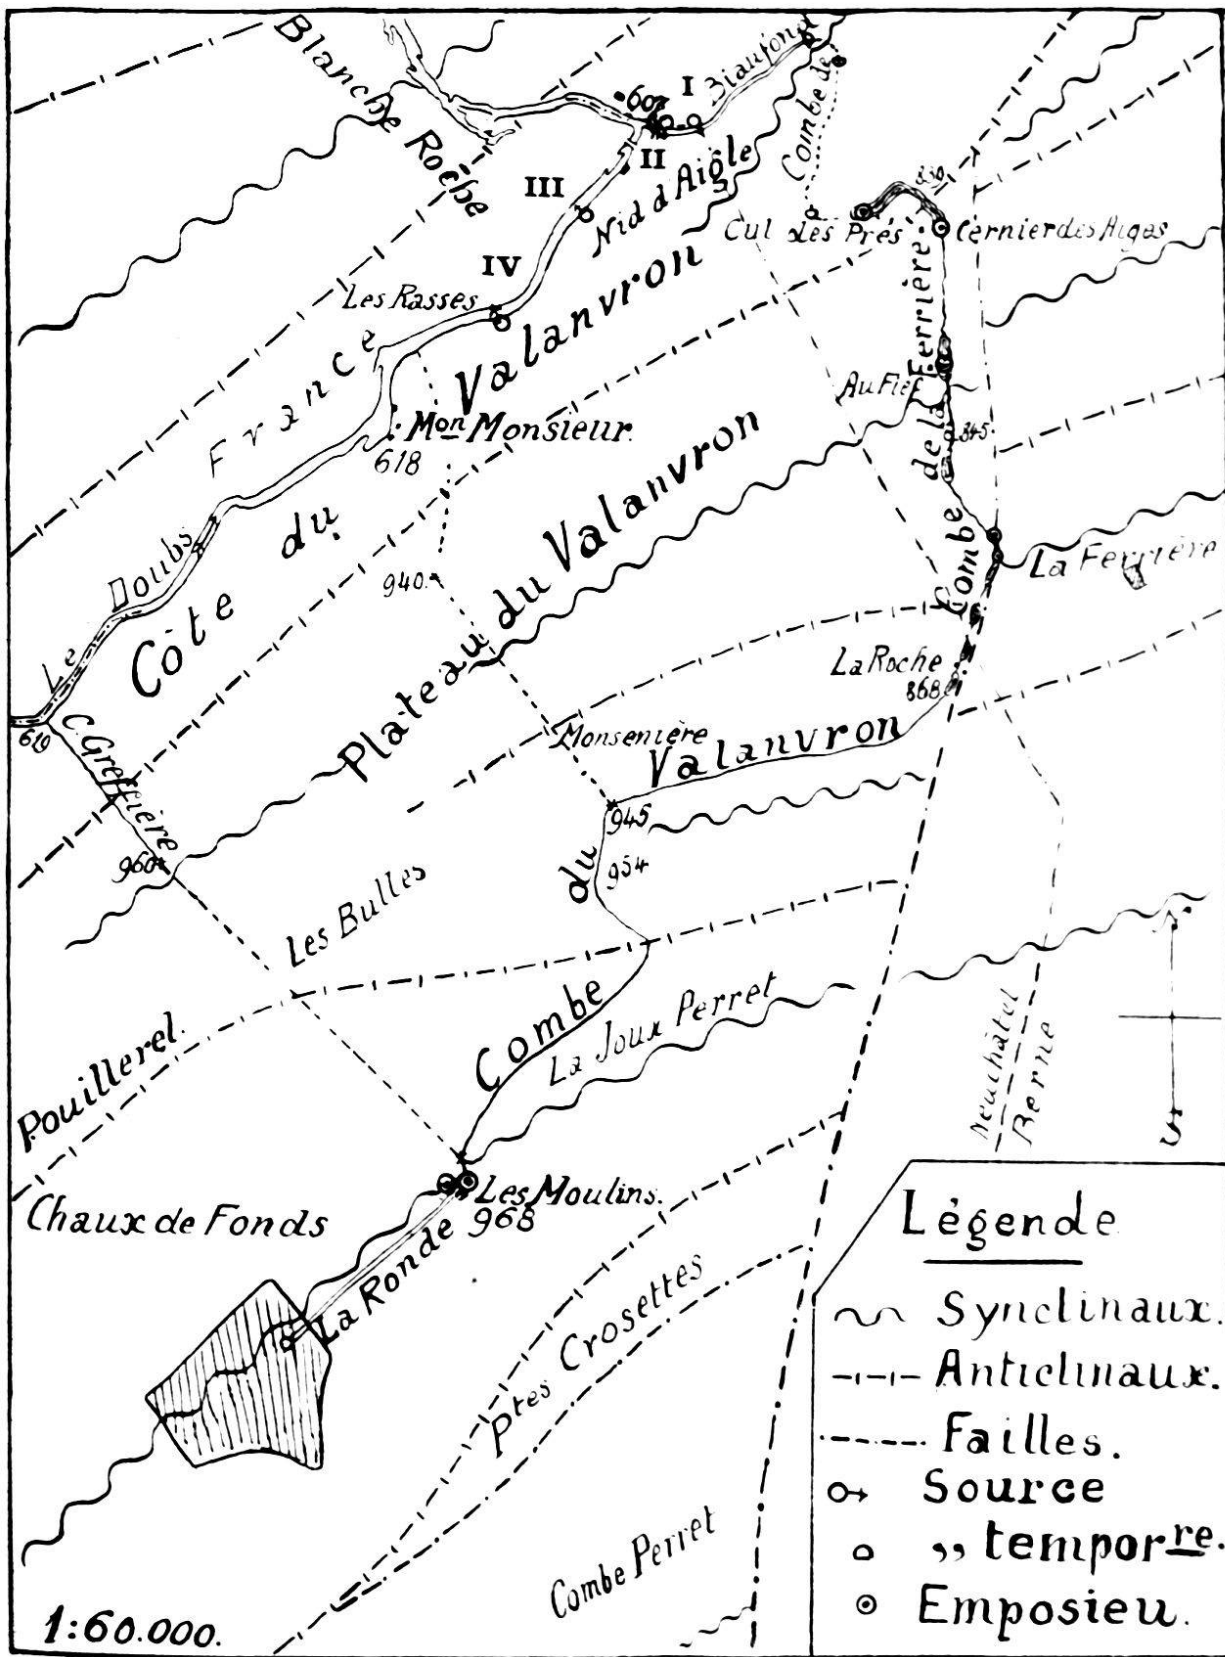 Blanche Roche
607
I
Biaufond
Combe de
II
III
Nid d'Aigle
IV
Cul des Prés
Cernier des Aigas
Les Rasses
Valanvron
France
Au Fief
Mon Monsieur.
618
845
Combe de la Ferrière
Le Doubs
Côte du
940
Plateau du Valanvron
La Ferrière
La Roche
868
619
C. Greffière
960
Monsenière
Combe du Valanvron
945
954
Les Bulles
La Joux Perret
Pouillerel.
Neuchâtel
Berne
S
Les Moulins.
968
Chaux de Fonds
La Ronde
Ptes Crosettes
Combe Perret
1:60.000.
Légende
Synclinaux.
Anticlinaux.
Failles.
Source
„ temporre.
Emposieu.